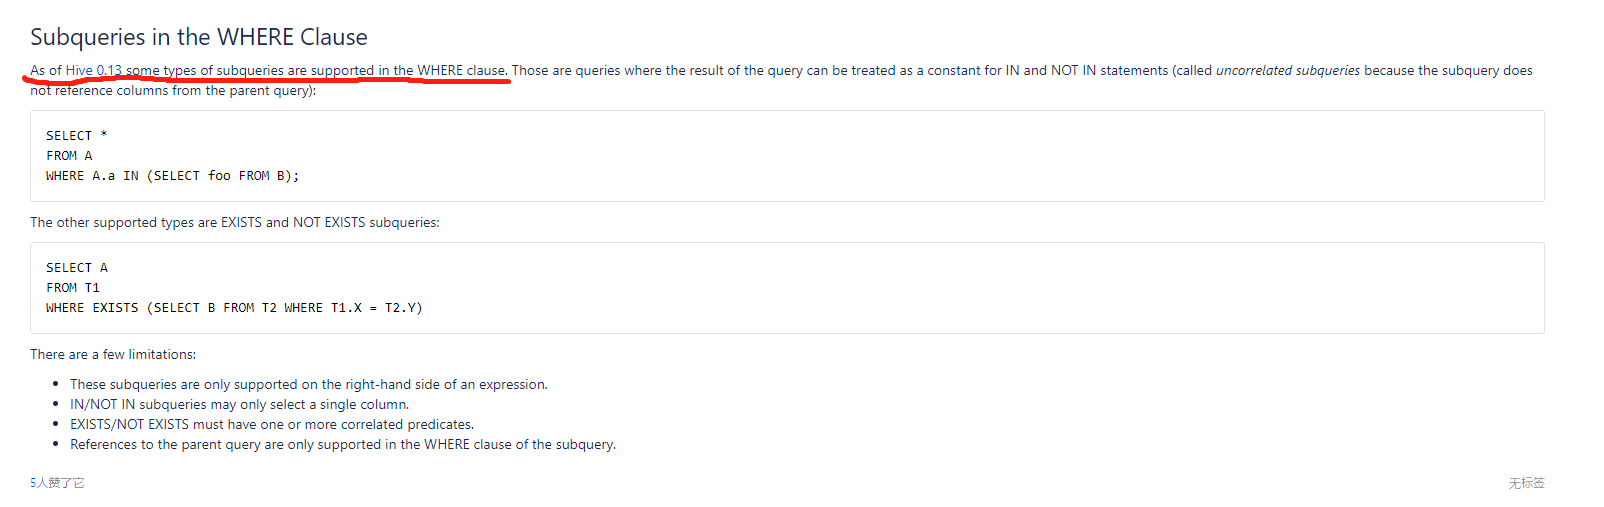 Subqueries in the WHERE Clause
As of Hive 0.13 some types of subqueries are supported in the WHERE clause. Those are queries where the result of the query can be treated as a constant for IN and NOT IN statements (called uncorrelated subqueries because the subquery does
not reference columns from the parent query):
SELECT *
FROM A
WHERE A.a IN (SELECT foo FROM B);
The other supported types are EXISTS and NOT EXISTS subqueries:
SELECT A
FROM T1
WHERE EXISTS (SELECT B FROM T2 WHERE T1.X = T2.Y)
There are a few limitations:
• These subqueries are only supported on the right-hand side of an expression.
• IN/NOT IN subqueries may only select a single column.
• EXISTS/NOT EXISTS must have one or more correlated predicates.
• References to the parent query are only supported in the WHERE clause of the subquery.
5人赞了它 无标签